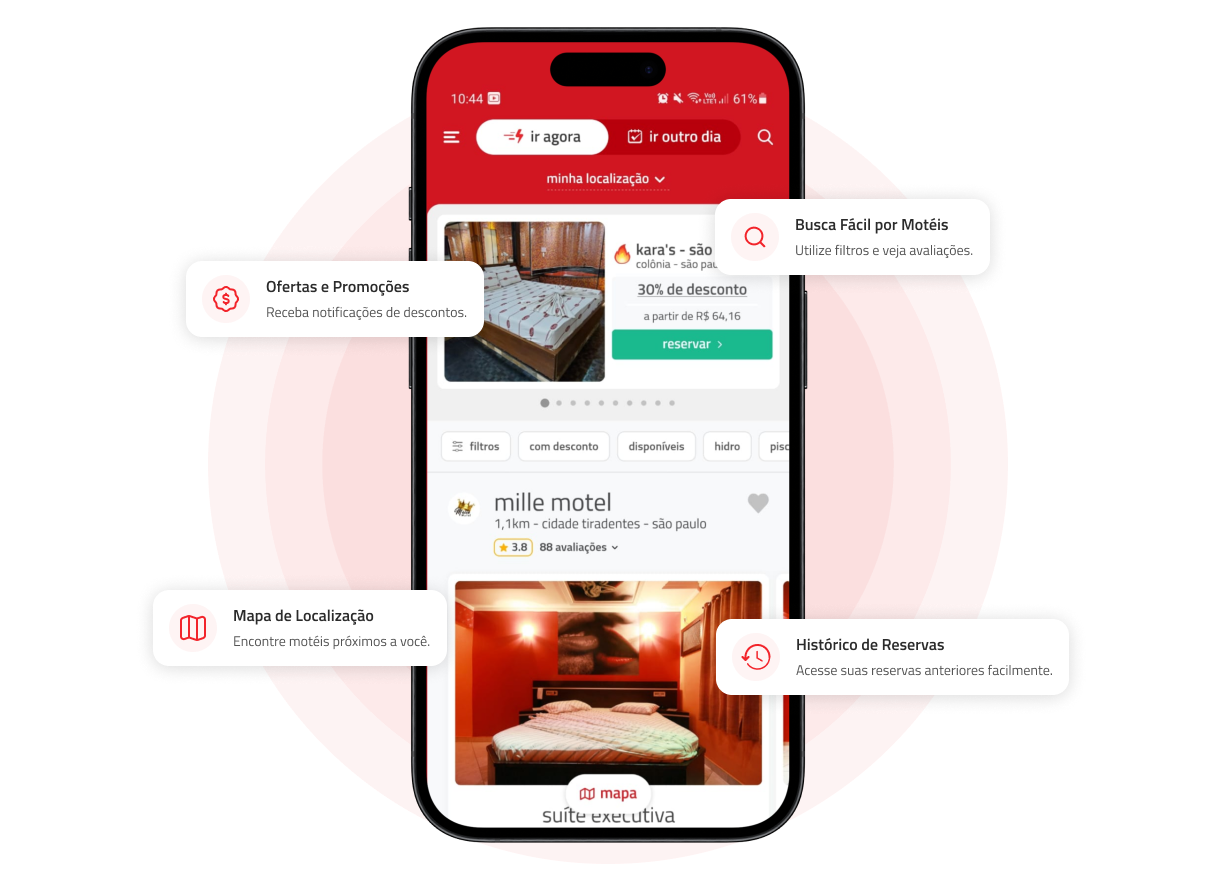 10:44
61%
ir agora
ir outro dia
minha localização
kara's - são
colônia - são pau
30% de desconto
a partir de R$ 64,16
reservar
Busca Fácil por Motéis
Utilize filtros e veja avaliações.
Ofertas e Promoções
Receba notificações de descontos.
filtros
com desconto
disponíveis
hidro
pisc
mille motel
1,1km - cidade tiradentes - são paulo
3.8
88 avaliações
Mapa de Localização
Encontre motéis próximos a você.
Histórico de Reservas
Acesse suas reservas anteriores facilmente.
mapa
suíte executiva